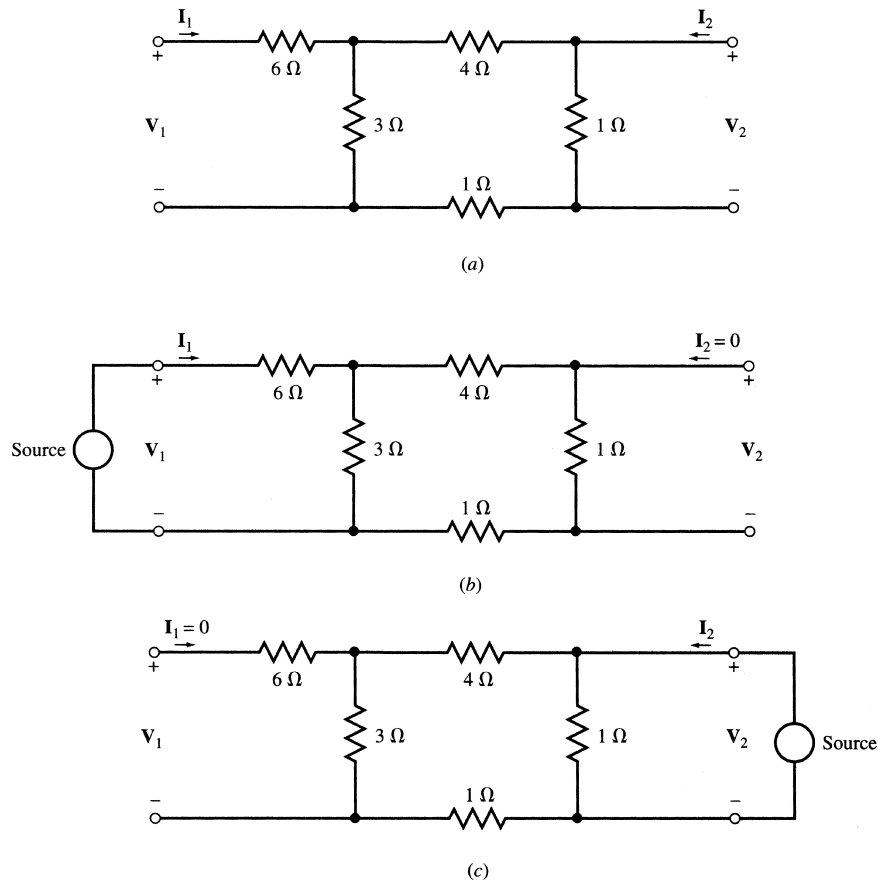 I₁ I₂
+ 6 Ω 4 Ω +
V₁ 3 Ω 1 Ω V₂
− 1 Ω −
(a)
I₁ I₂ = 0
+ 6 Ω 4 Ω +
Source V₁ 3 Ω 1 Ω V₂
− 1 Ω −
(b)
I₁ = 0 I₂
+ 6 Ω 4 Ω +
V₁ 3 Ω 1 Ω V₂ Source
− 1 Ω −
(c)